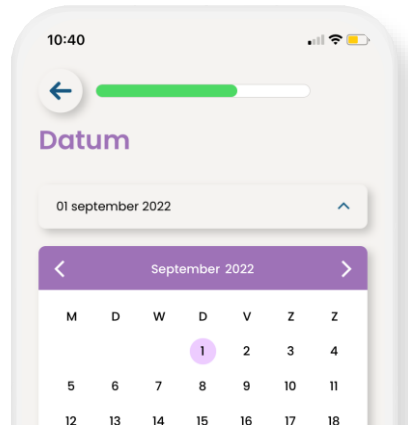 10:40
Datum
01 september 2022
September 2022
M D W D V Z Z
1 2 3 4
5 6 7 8 9 10 11
12 13 14 15 16 17 18